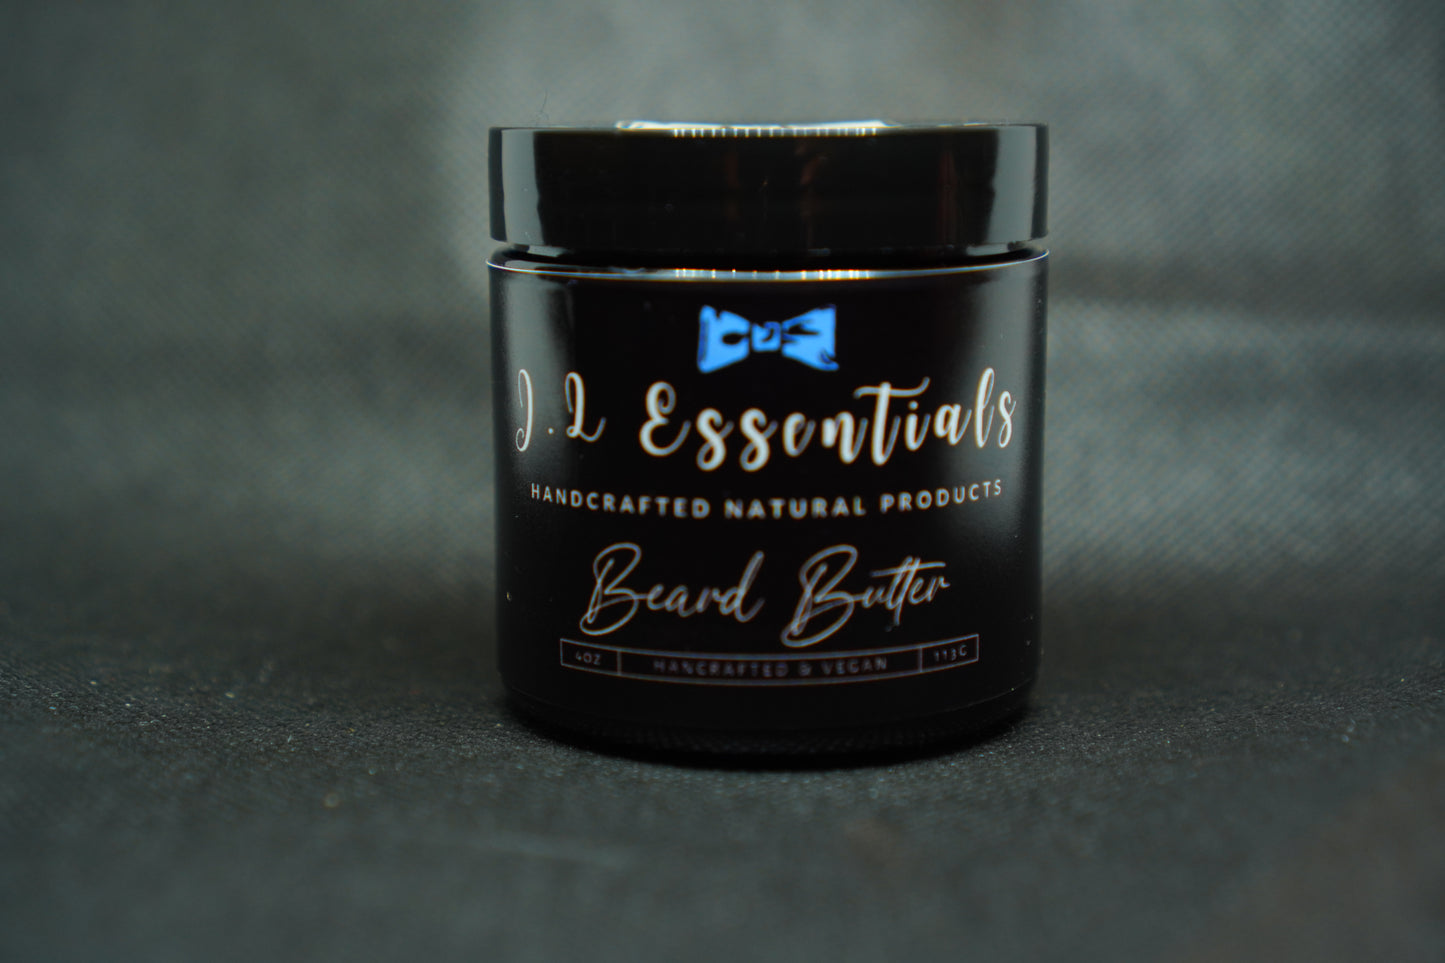 J.L Essentials
HANDCRAFTED NATURAL PRODUCTS
Beard Butter
4OZ HANCRAFTED & VEGAN 113G